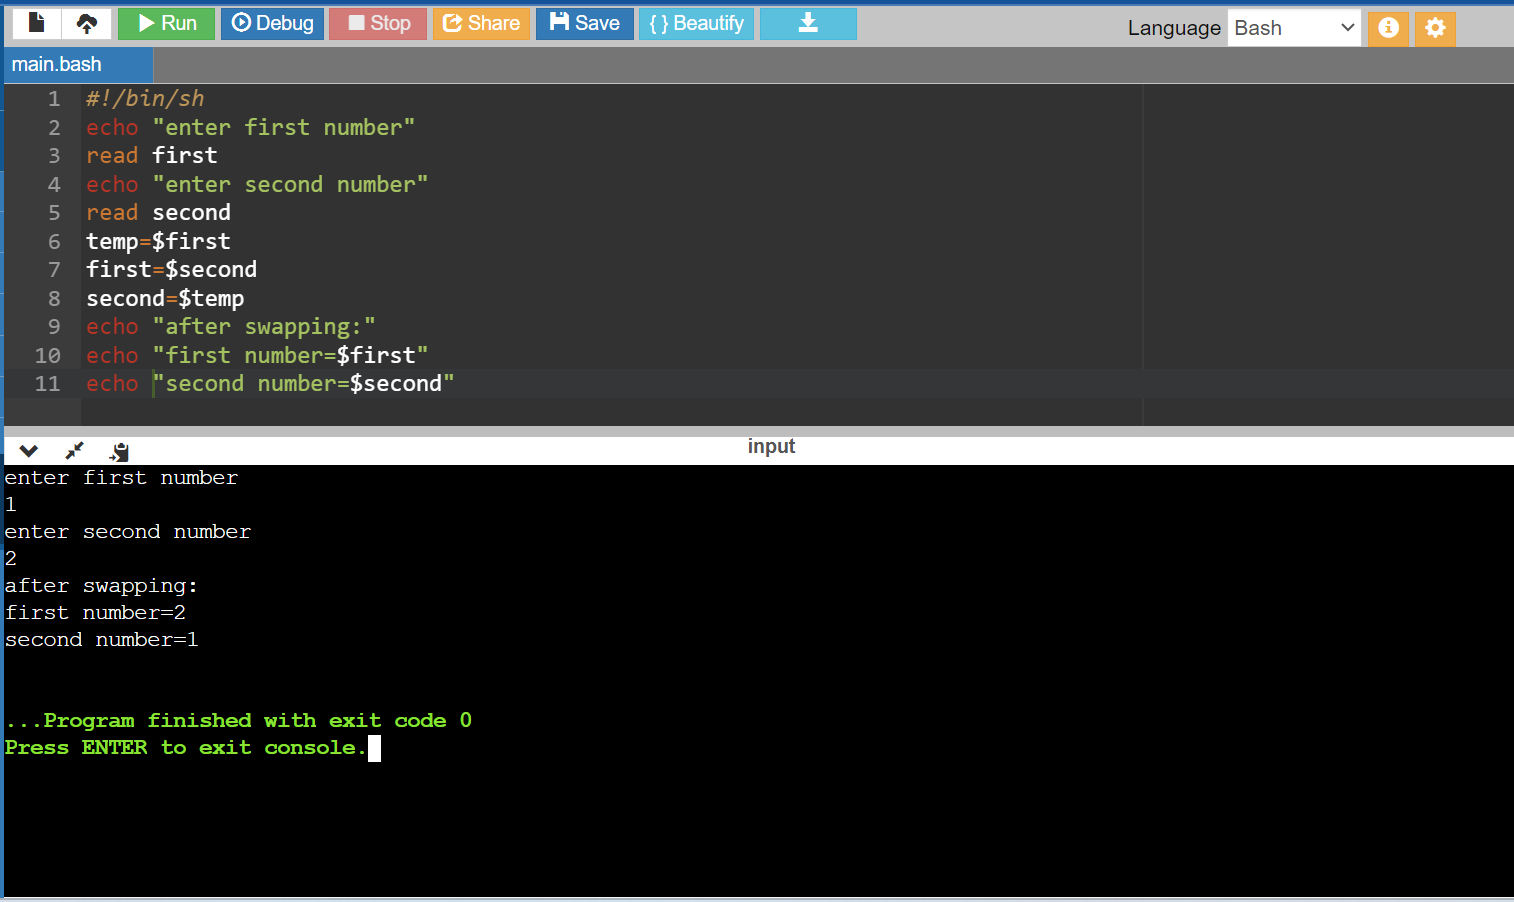 Run Debug Stop Share Save { } Beautify Language Bash
main.bash
1 #!/bin/sh
2 echo "enter first number"
3 read first
4 echo "enter second number"
5 read second
6 temp=$first
7 first=$second
8 second=$temp
9 echo "after swapping:"
10 echo "first number=$first"
11 echo "second number=$second"
input
enter first number
1
enter second number
2
after swapping:
first number=2
second number=1
...Program finished with exit code 0
Press ENTER to exit console.